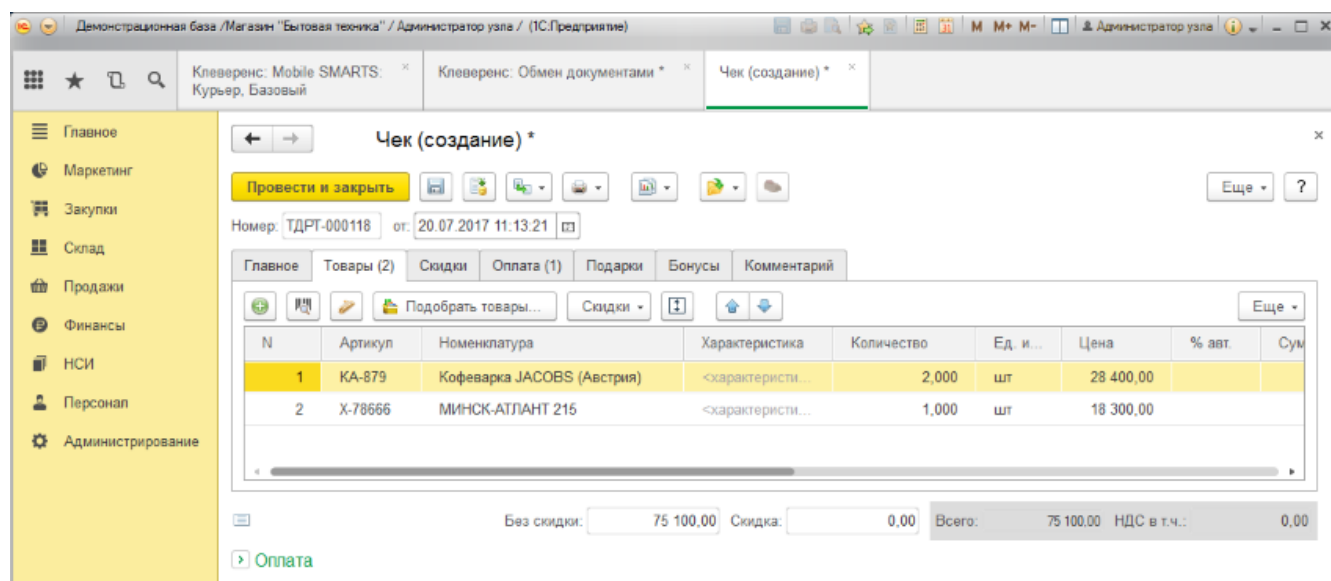 Демонстрационная база /Магазин "Бытовая техника" / Администратор узла / (1С:Предприятие) M M+ M- Администратор узла
Клеверенс: Mobile SMARTS: Курьер, Базовый
Клеверенс: Обмен документами *
Чек (создание) *
Главное
Маркетинг
Закупки
Склад
Продажи
Финансы
НСИ
Персонал
Администрирование
Чек (создание) *
Провести и закрыть Еще ?
Номер: ТДРТ-000118 от: 20.07.2017 11:13:21
Главное Товары (2) Скидки Оплата (1) Подарки Бонусы Комментарий
Подобрать товары... Скидки Еще
N Артикул Номенклатура Характеристика Количество Ед. и... Цена % авт. Сум
1 КА-879 Кофеварка JACOBS (Австрия) <характеристи... 2,000 шт 28 400,00
2 Х-78666 МИНСК-АТЛАНТ 215 <характеристи... 1,000 шт 18 300,00
Без скидки: 75 100,00 Скидка: 0,00 Всего: 75 100,00 НДС в т.ч.: 0,00
Оплата